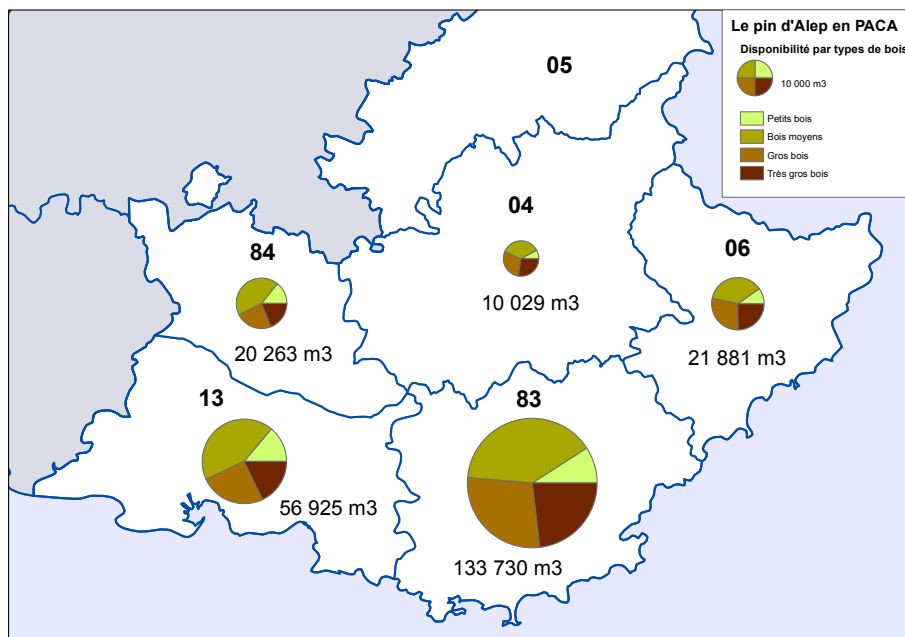 Le pin d'Alep en PACA
Disponibilité par types de bois
10 000 m3
Petits bois
Bois moyens
Gros bois
Très gros bois
05
04
10 029 m3
84
20 263 m3
06
21 881 m3
13
56 925 m3
83
133 730 m3